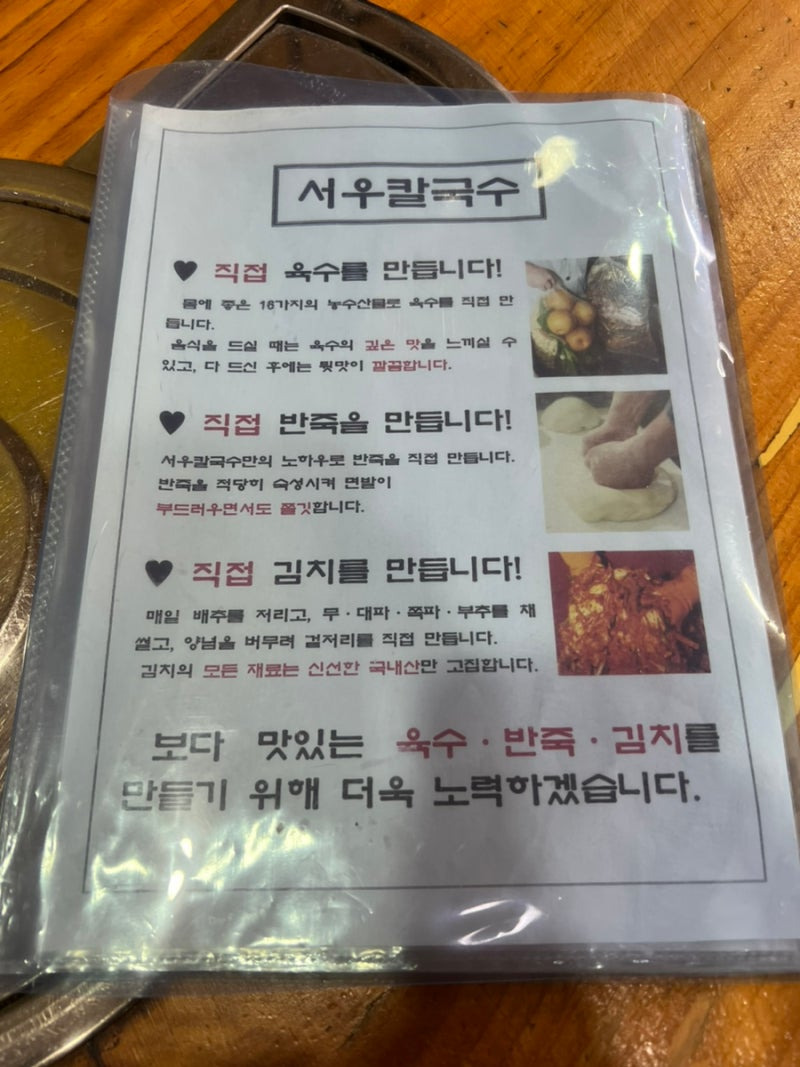 서우칼국수
♥ 직접 육수를 만듭니다!
몸에 좋은 16가지의 농수산물로 육수를 직접 만
듭니다.
음식을 드실 때는 육수의 깊은 맛을 느끼실 수
있고, 다 드신 후에는 뒷맛이 깔끔합니다.
♥ 직접 반죽을 만듭니다!
서우칼국수만의 노하우로 반죽을 직접 만듭니다.
반죽을 적당히 숙성시켜 면발이
부드러우면서도 쫄깃합니다.
♥ 직접 김치를 만듭니다!
매일 배추를 저리고, 무·대파·쪽파·부추를 채
썰고, 양념을 버무려 겉저리를 직접 만듭니다.
김치의 모든 재료는 신선한 국내산만 고집합니다.
보다 맛있는 육수·반죽·김치를
만들기 위해 더욱 노력하겠습니다.